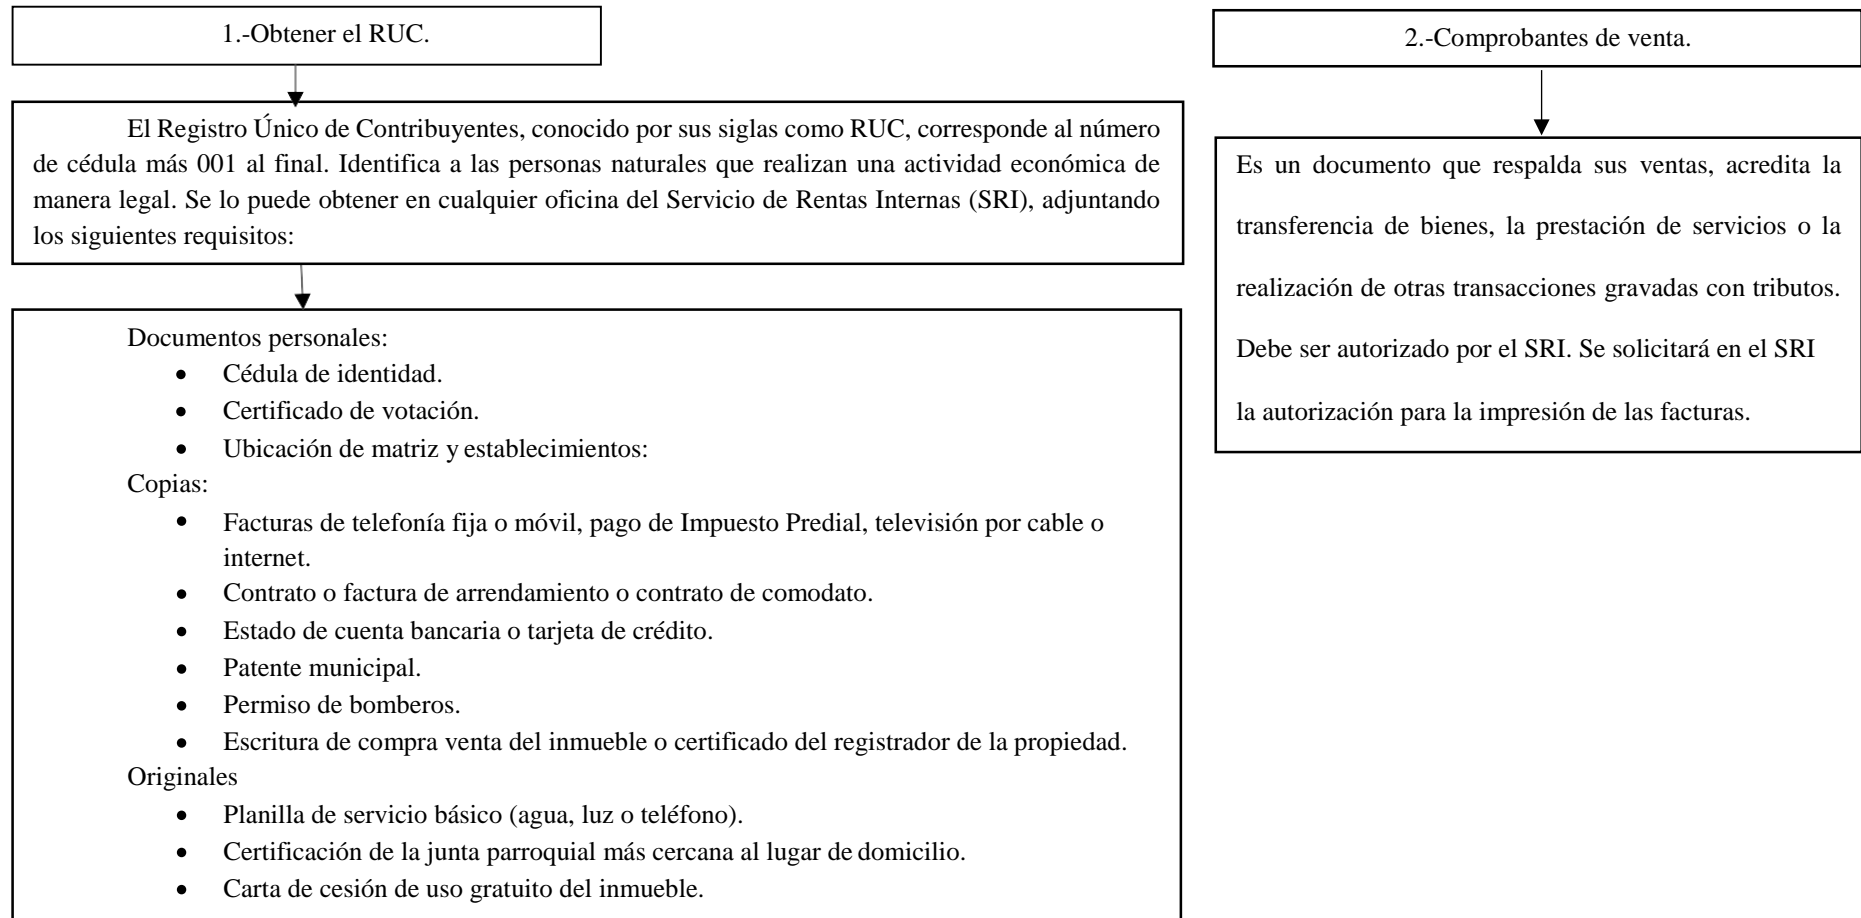 1.-Obtener el RUC.
El Registro Único de Contribuyentes, conocido por sus siglas como RUC, corresponde al número
de cédula más 001 al final. Identifica a las personas naturales que realizan una actividad económica de
manera legal. Se lo puede obtener en cualquier oficina del Servicio de Rentas Internas (SRI), adjuntando
los siguientes requisitos:
Documentos personales:
• Cédula de identidad.
• Certificado de votación.
• Ubicación de matriz y establecimientos:
Copias:
• Facturas de telefonía fija o móvil, pago de Impuesto Predial, televisión por cable o
internet.
• Contrato o factura de arrendamiento o contrato de comodato.
• Estado de cuenta bancaria o tarjeta de crédito.
• Patente municipal.
• Permiso de bomberos.
• Escritura de compra venta del inmueble o certificado del registrador de la propiedad.
Originales
• Planilla de servicio básico (agua, luz o teléfono).
• Certificación de la junta parroquial más cercana al lugar de domicilio.
• Carta de cesión de uso gratuito del inmueble.
2.-Comprobantes de venta.
Es un documento que respalda sus ventas, acredita la
transferencia de bienes, la prestación de servicios o la
realización de otras transacciones gravadas con tributos.
Debe ser autorizado por el SRI. Se solicitará en el SRI
la autorización para la impresión de las facturas.